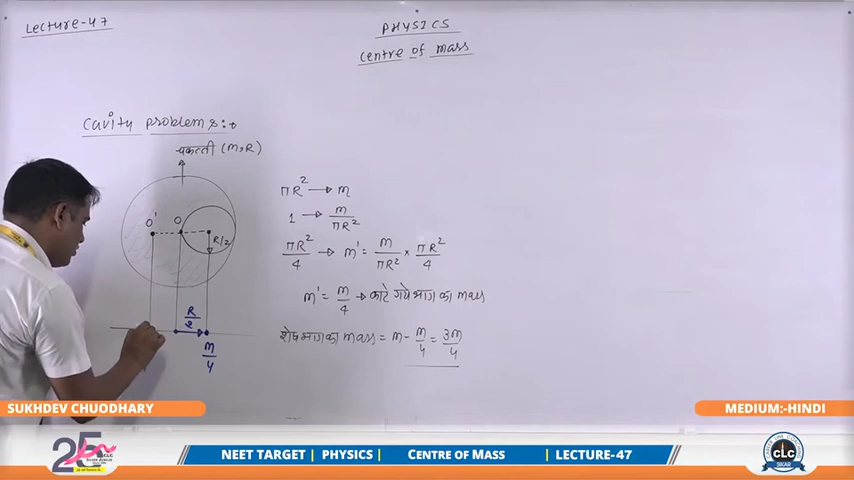 Lecture-47
PHYSICS
Centre of mass
Cavity problems:→
चकत्ती (M,R)
πR² → M
1 → M/πR²
πR²/4 → M' = M/πR² × πR²/4
M' = M/4 → काटे गये भाग का mass
शेष भाग का mass = M - M/4 = 3M/4
O' O
R/2
R/2
M/4
SUKHDEV CHUODHARY
MEDIUM:-HINDI
25
CLC
NEET TARGET | PHYSICS | CENTRE OF MASS | LECTURE-47
CLC
SIKAR